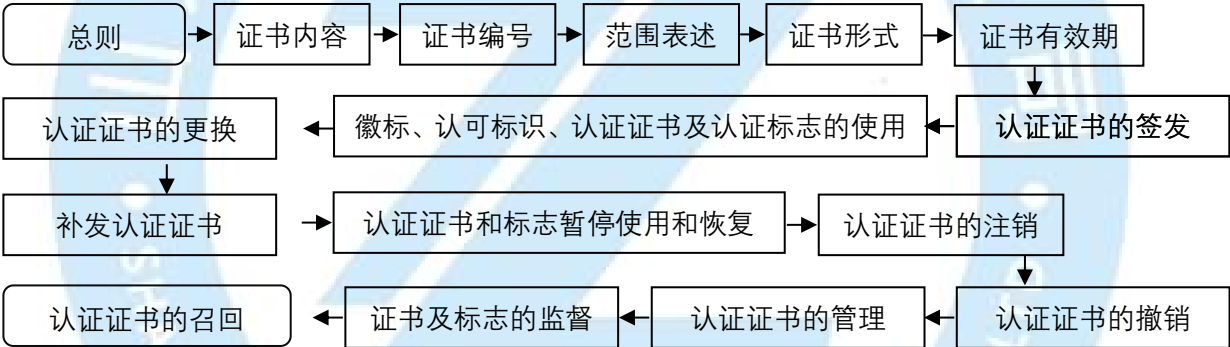 总则 证书内容 证书编号 范围表述 证书形式 证书有效期
认证证书的更换 徽标、认可标识、认证证书及认证标志的使用 认证证书的签发
补发认证证书 认证证书和标志暂停使用和恢复 认证证书的注销
认证证书的召回 证书及标志的监督 认证证书的管理 认证证书的撤销